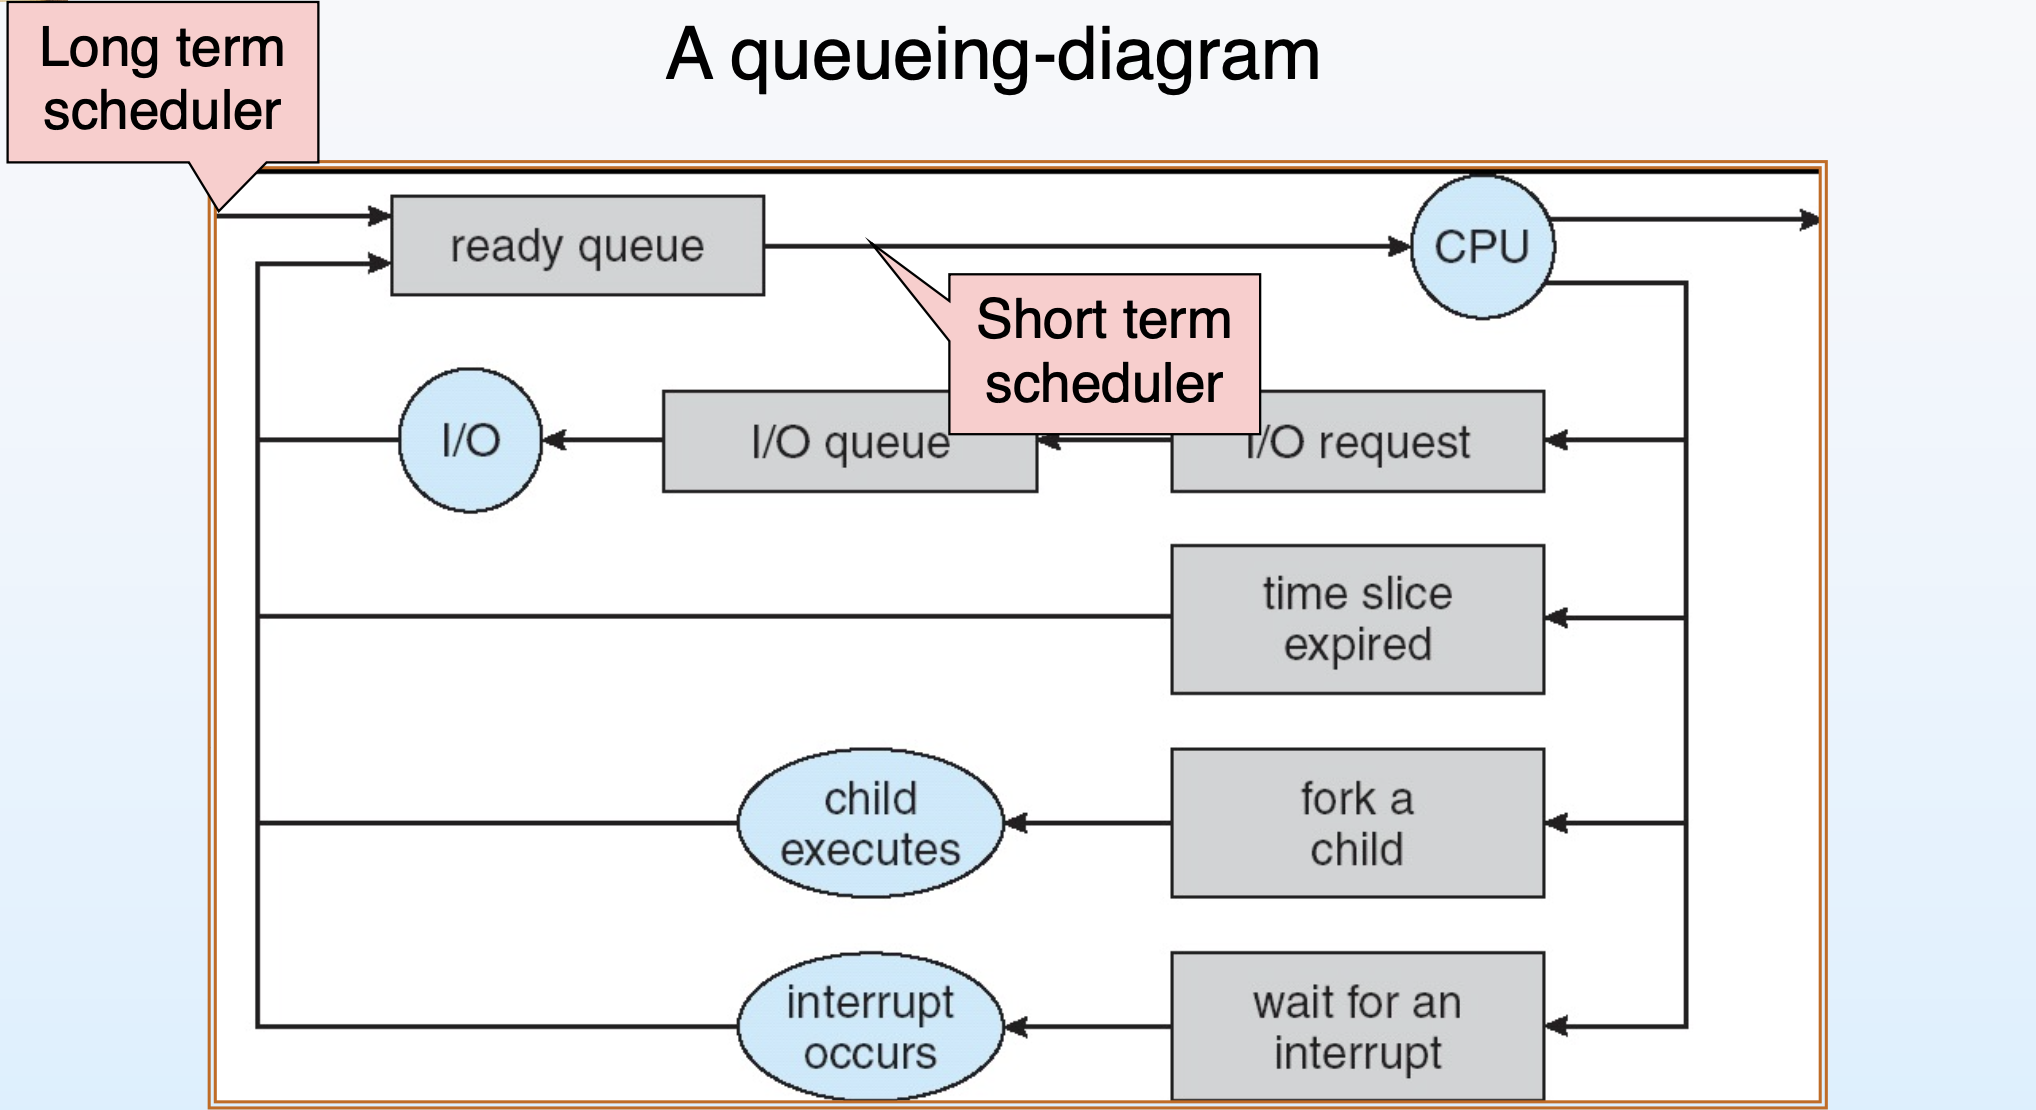 Long term
scheduler
A queueing-diagram
ready queue
CPU
Short term
scheduler
I/O
I/O queue
I/O request
time slice
expired
child
executes
fork a
child
interrupt
occurs
wait for an
interrupt